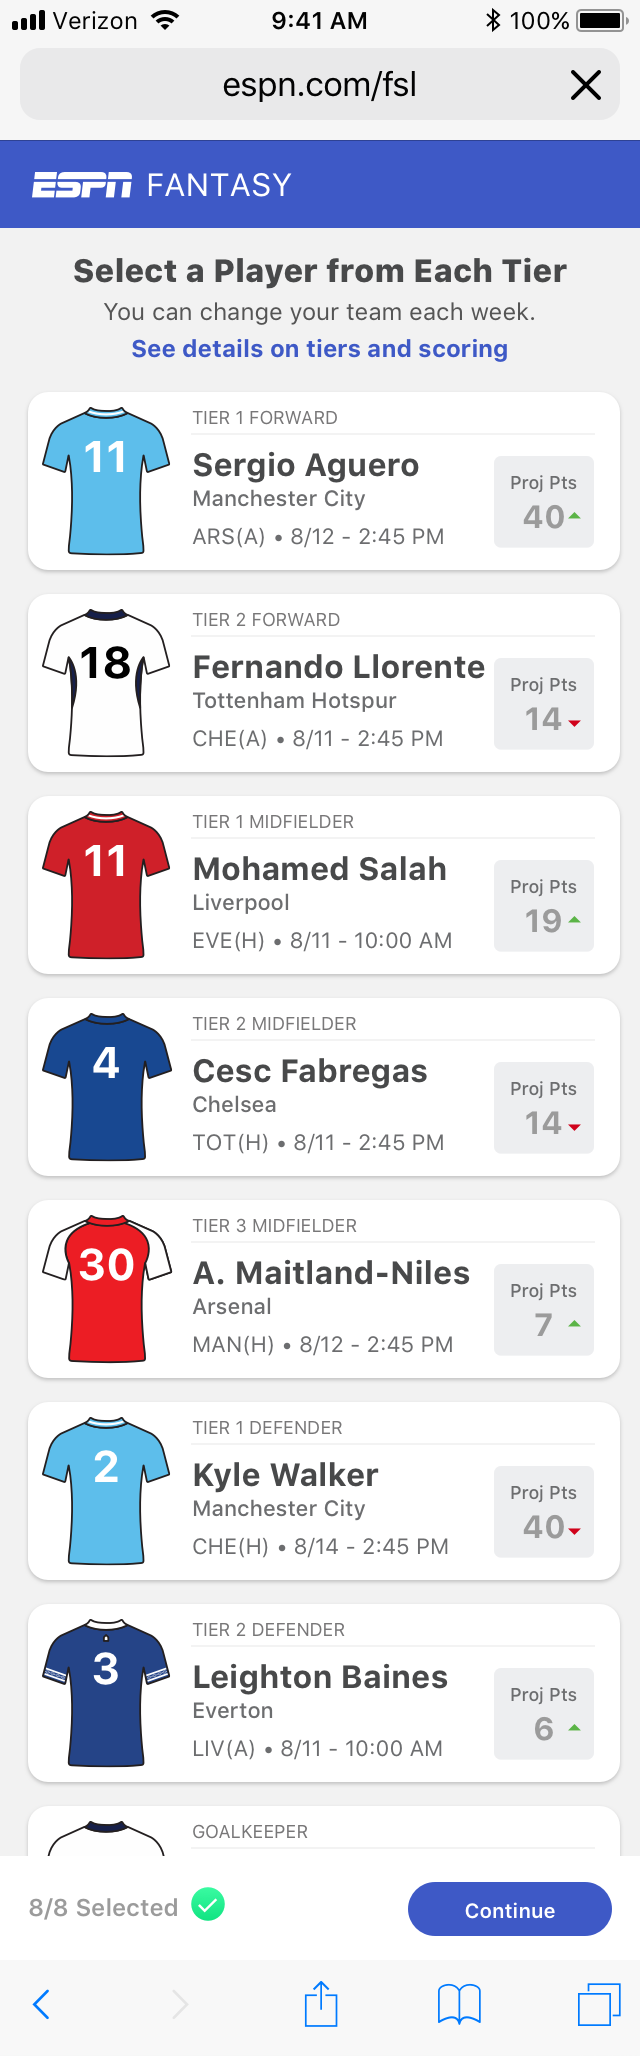 Verizon 9:41 AM 100%
espn.com/fsl
ESPN FANTASY
Select a Player from Each Tier
You can change your team each week.
See details on tiers and scoring
11
TIER 1 FORWARD
Sergio Aguero
Manchester City
ARS(A) • 8/12 - 2:45 PM
Proj Pts
40
18
TIER 2 FORWARD
Fernando Llorente
Tottenham Hotspur
CHE(A) • 8/11 - 2:45 PM
Proj Pts
14
11
TIER 1 MIDFIELDER
Mohamed Salah
Liverpool
EVE(H) • 8/11 - 10:00 AM
Proj Pts
19
4
TIER 2 MIDFIELDER
Cesc Fabregas
Chelsea
TOT(H) • 8/11 - 2:45 PM
Proj Pts
14
30
TIER 3 MIDFIELDER
A. Maitland-Niles
Arsenal
MAN(H) • 8/12 - 2:45 PM
Proj Pts
7
2
TIER 1 DEFENDER
Kyle Walker
Manchester City
CHE(H) • 8/14 - 2:45 PM
Proj Pts
40
3
TIER 2 DEFENDER
Leighton Baines
Everton
LIV(A) • 8/11 - 10:00 AM
Proj Pts
6
GOALKEEPER
8/8 Selected
Continue